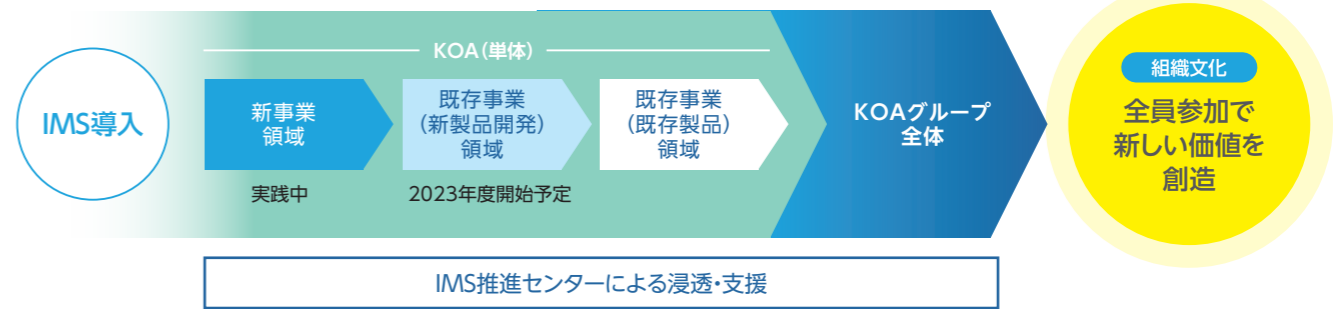 IMS導入
KOA(単体)
新事業
領域
実践中
既存事業
(新製品開発)
領域
2023年度開始予定
既存事業
(既存製品)
領域
KOAグループ
全体
組織文化
全員参加で
新しい価値を
創造
IMS推進センターによる浸透・支援